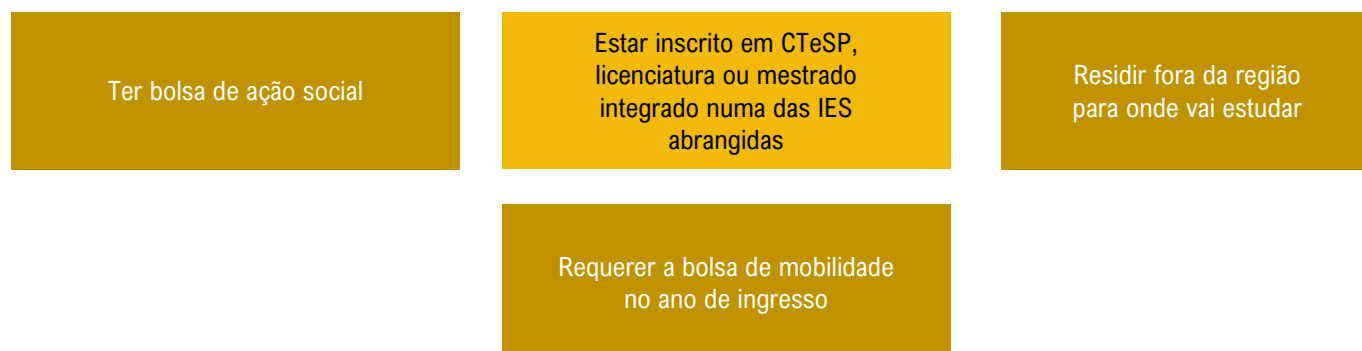 Ter bolsa de ação social
Estar inscrito em CTeSP,
licenciatura ou mestrado
integrado numa das IES
abrangidas
Residir fora da região
para onde vai estudar
Requerer a bolsa de mobilidade
no ano de ingresso